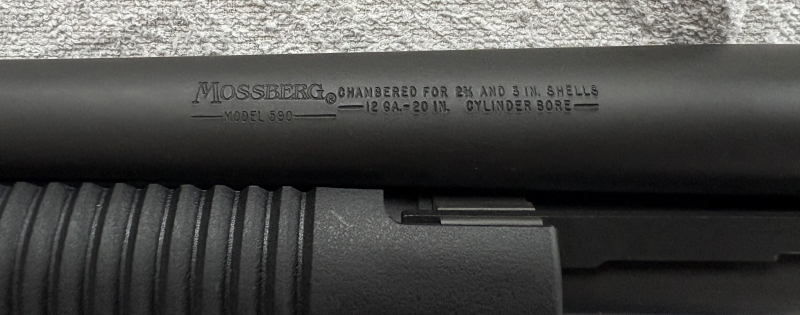 MOSSBERG®
MODEL 590
CHAMBERED FOR 2¾ AND 3 IN. SHELLS
12 GA.-20 IN. CYLINDER BORE